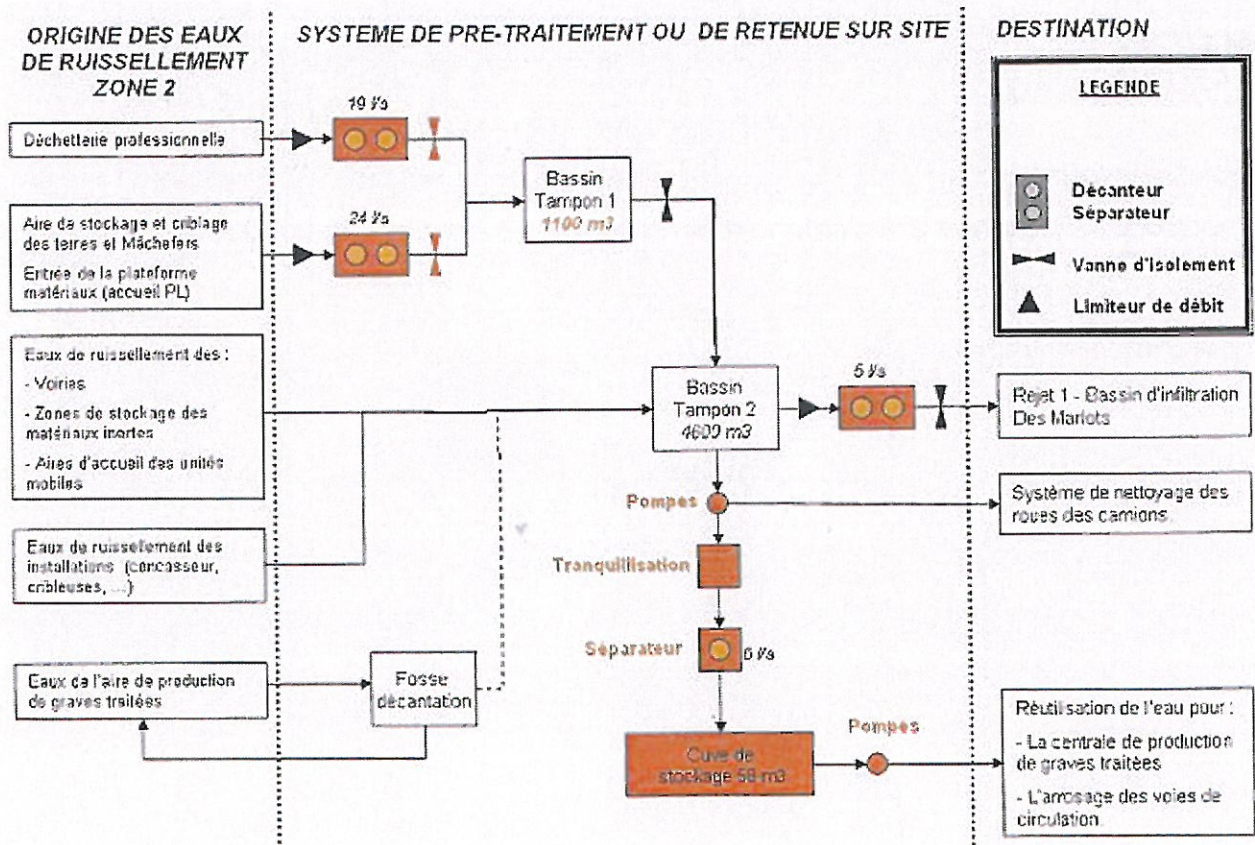 ORIGINE DES EAUX
DE RUISSELLEMENT
ZONE 2
SYSTEME DE PRE-TRAITEMENT OU DE RETENUE SUR SITE
DESTINATION
LEGENDE
Décanteur
Séparateur
Vanne d'isolement
Limiteur de débit
Déchetterie professionnelle
19 l/s
Aire de stockage et criblage
des terres et Mâchefers
Entrée de la plateforme
matériaux (accueil PL)
24 l/s
Bassin
Tampon 1
1100 m3
Eaux de ruissellement des :
- Voiries
- Zones de stockage des
matériaux inertes
- Aires d'accueil des unités
mobiles
Bassin
Tampon 2
4600 m3
5 l/s
Rejet 1 - Bassin d'infiltration
Des Marlots
Pompes
Système de nettoyage des
roues des camions.
Eaux de ruissellement des
installations (concasseur,
cribleuses, ...)
Tranquilisation
Séparateur
l/s
Eaux de l'aire de production
de graves traitées
Fosse
décantation
Cuve de
stockage 58 m3
Pompes
Réutilisation de l'eau pour :
- La centrale de production
de graves traitées
- L'arrosage des voies de
circulation.